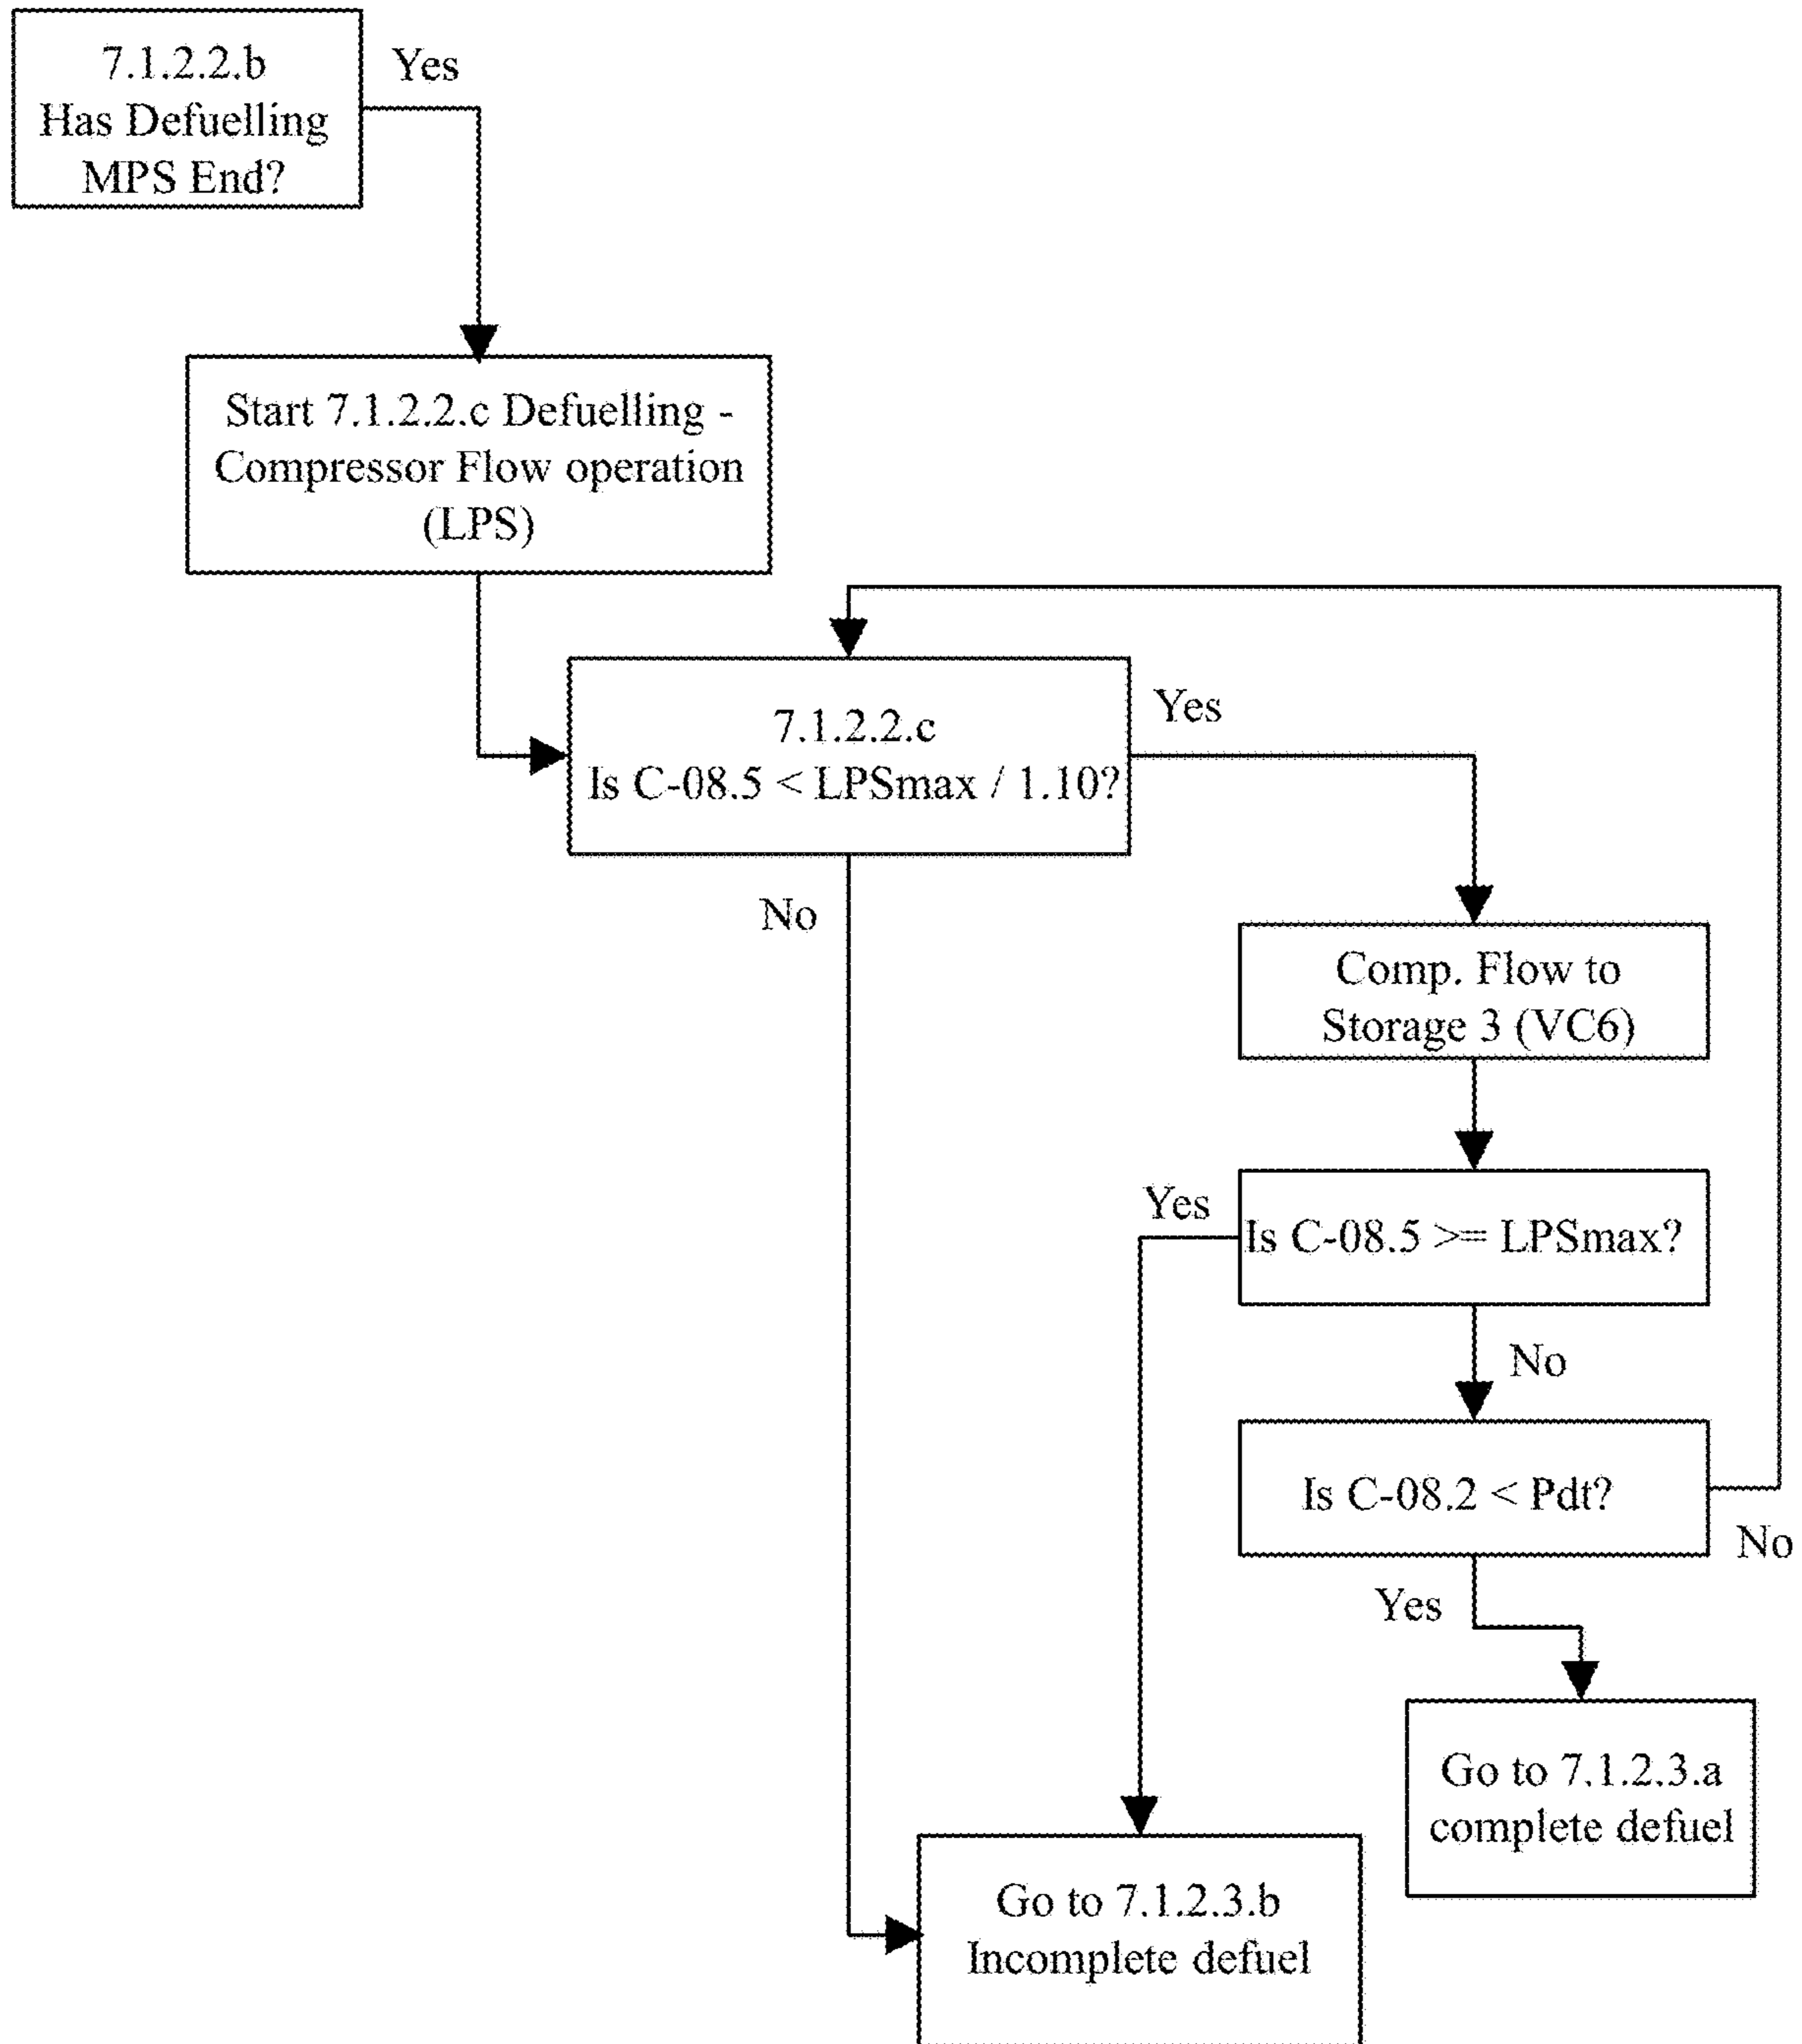 7.1.2.2.b
Has Defuelling
MPS End?
Yes
Start 7.1.2.2.c Defuelling -
Compressor Flow operation
(LPS)
7.1.2.2.c
Is C-08.5 < LPSmax / 1.10?
Yes
No
Comp. Flow to
Storage 3 (VC6)
Yes
Is C-08.5 >= LPSmax?
No
Is C-08.2 < Pdt?
No
Yes
Go to 7.1.2.3.a
complete defuel
Go to 7.1.2.3.b
Incomplete defuel